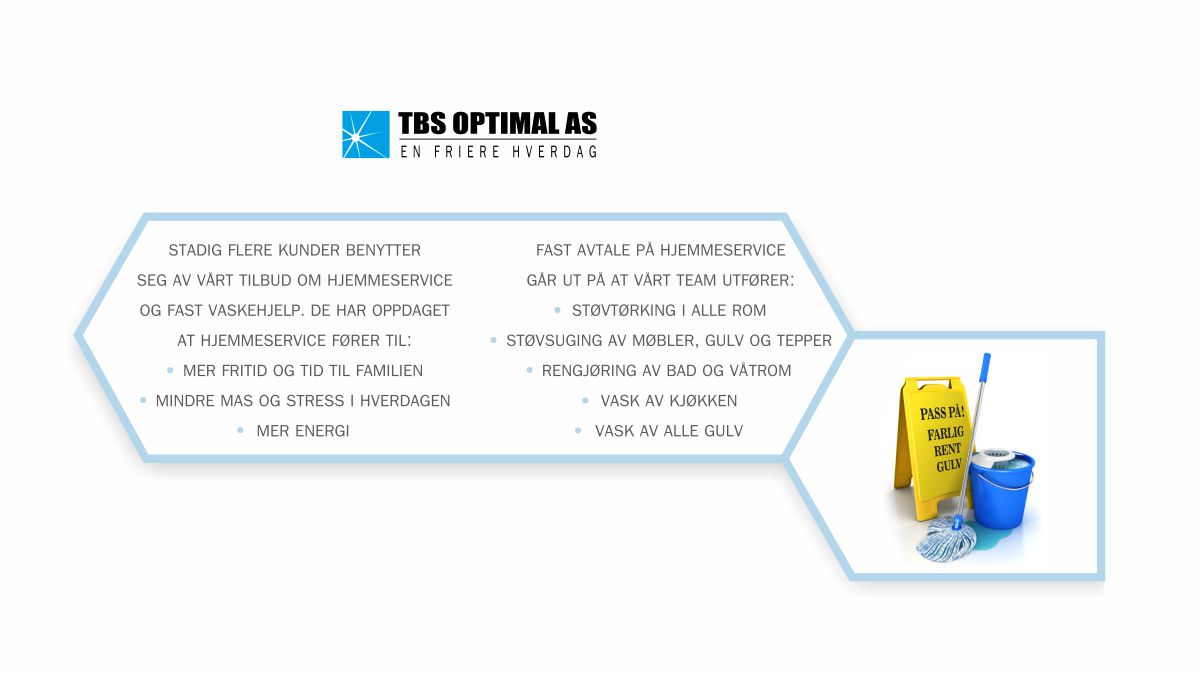 TBS OPTIMAL AS
EN FRIERE HVERDAG
STADIG FLERE KUNDER BENYTTER
SEG AV VÅRT TILBUD OM HJEMMESERVICE
OG FAST VASKEHJELP. DE HAR OPPDAGET
AT HJEMMESERVICE FØRER TIL:
• MER FRITID OG TID TIL FAMILIEN
• MINDRE MAS OG STRESS I HVERDAGEN
• MER ENERGI
FAST AVTALE PÅ HJEMMESERVICE
GÅR UT PÅ AT VÅRT TEAM UTFØRER:
• STØVTØRKING I ALLE ROM
• STØVSUGING AV MØBLER, GULV OG TEPPER
• RENGJØRING AV BAD OG VÅTROM
• VASK AV KJØKKEN
• VASK AV ALLE GULV
PASS PÅ!
FARLIG
RENT
GULV